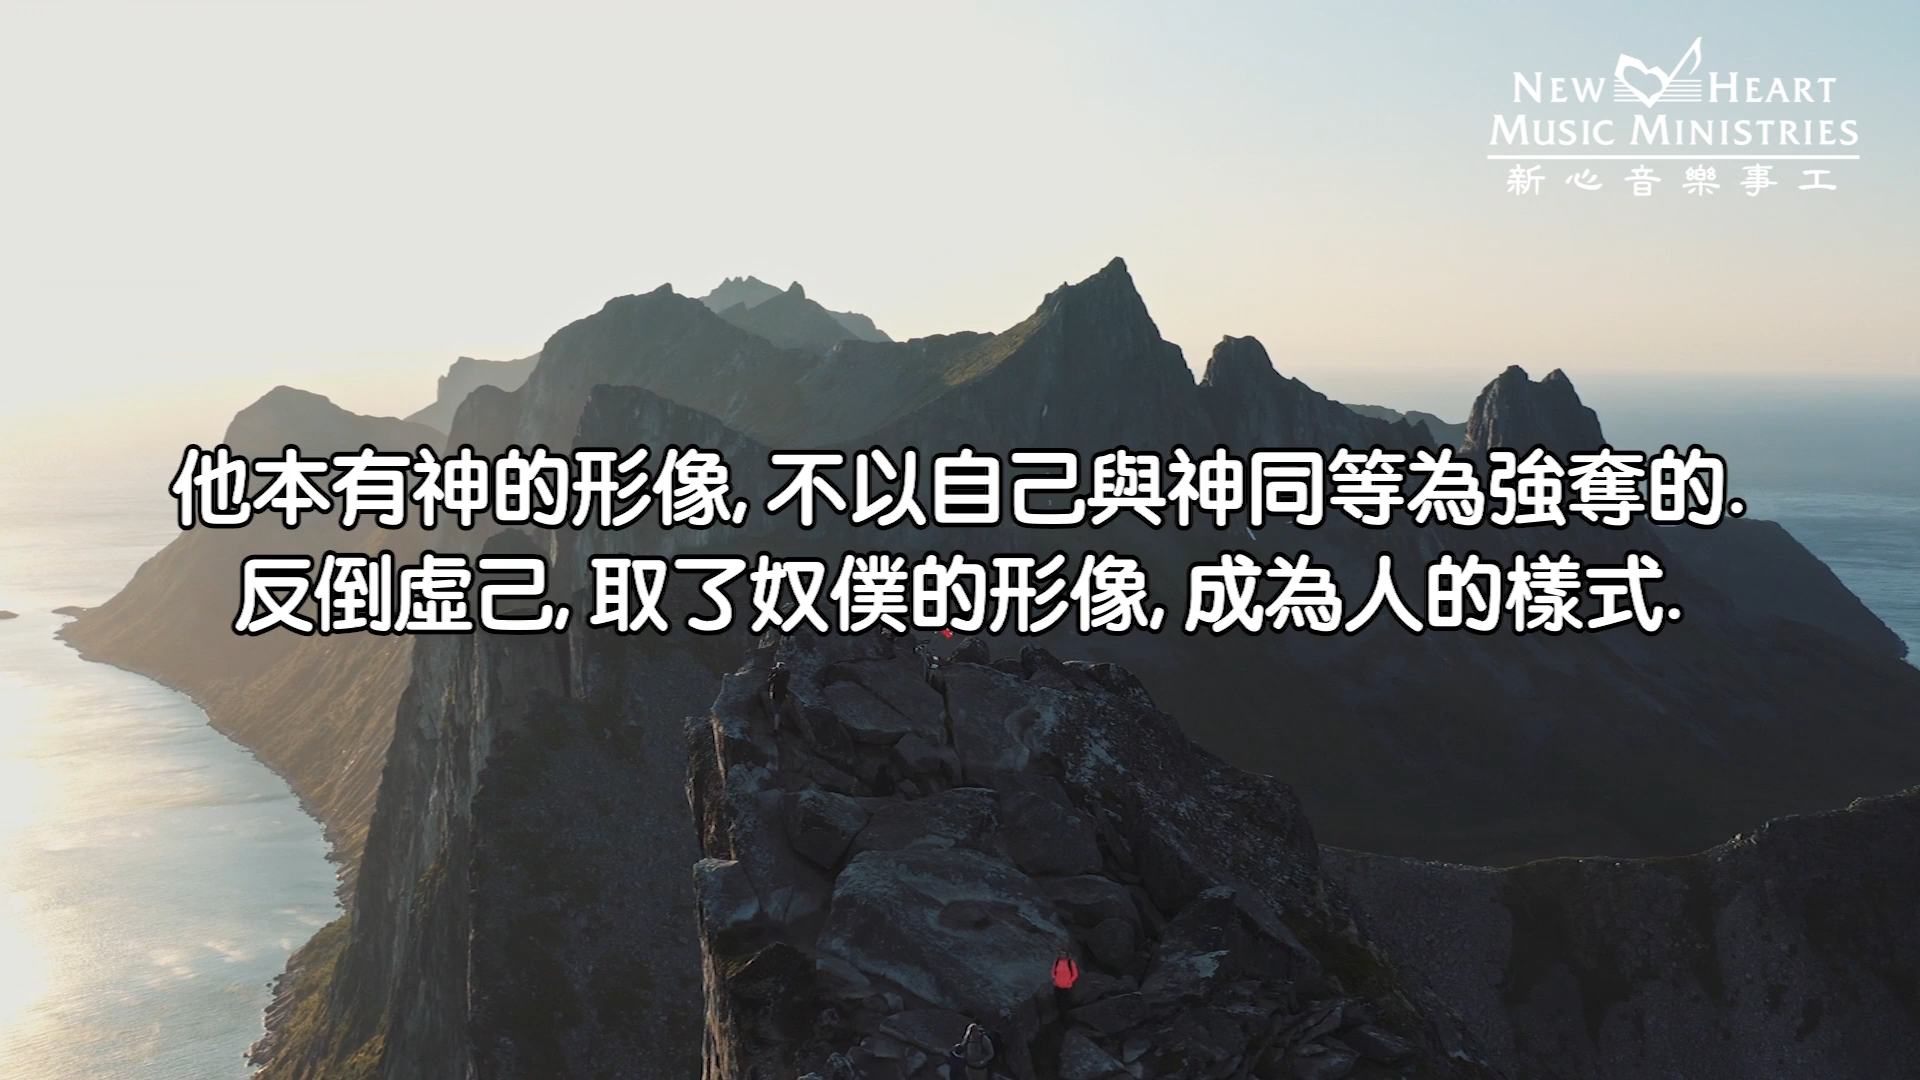 NEW HEART
MUSIC MINISTRIES
新心音樂事工
他本有神的形像, 不以自己與神同等為強奪的.
反倒虛己, 取了奴僕的形像, 成為人的樣式.